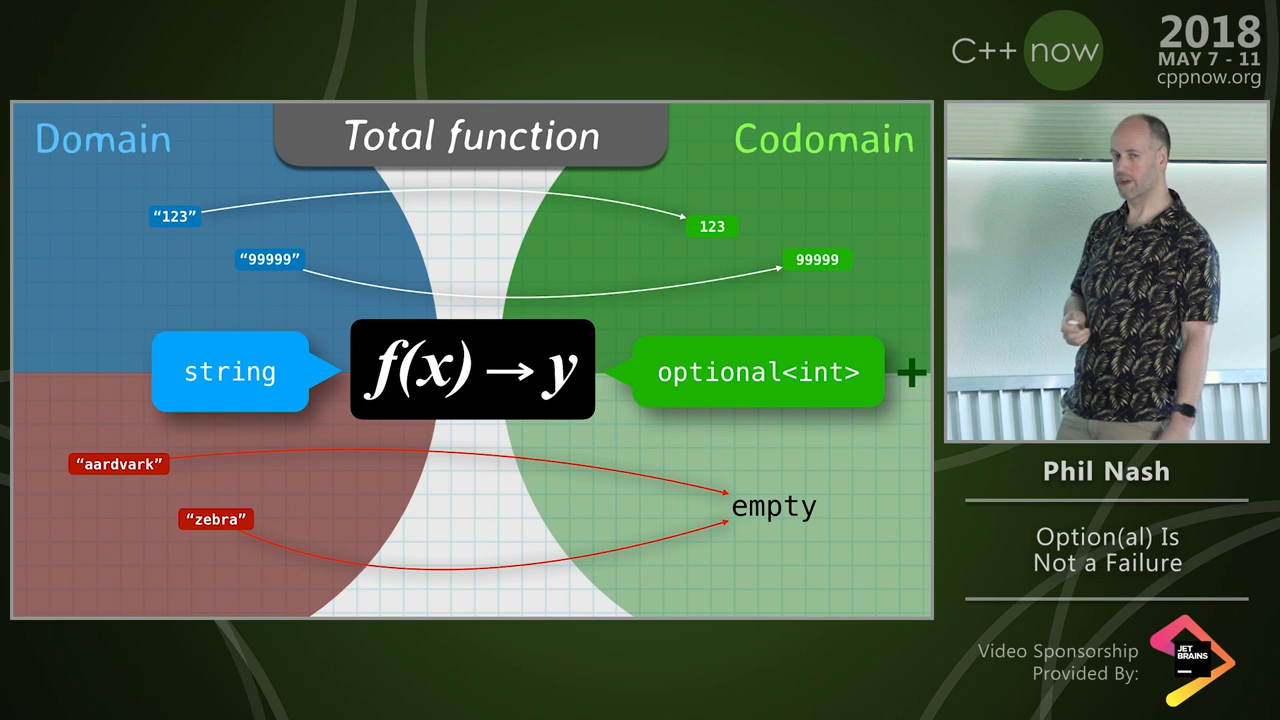 C++ now
2018
MAY 7 - 11
cppnow.org
Domain
Total function
Codomain
“123”
123
“99999”
99999
string
f(x) → y
optional<int>
+
“aardvark”
empty
“zebra”
Phil Nash
Option(al) Is
Not a Failure
Video Sponsorship
Provided By:
JET
BRAINS